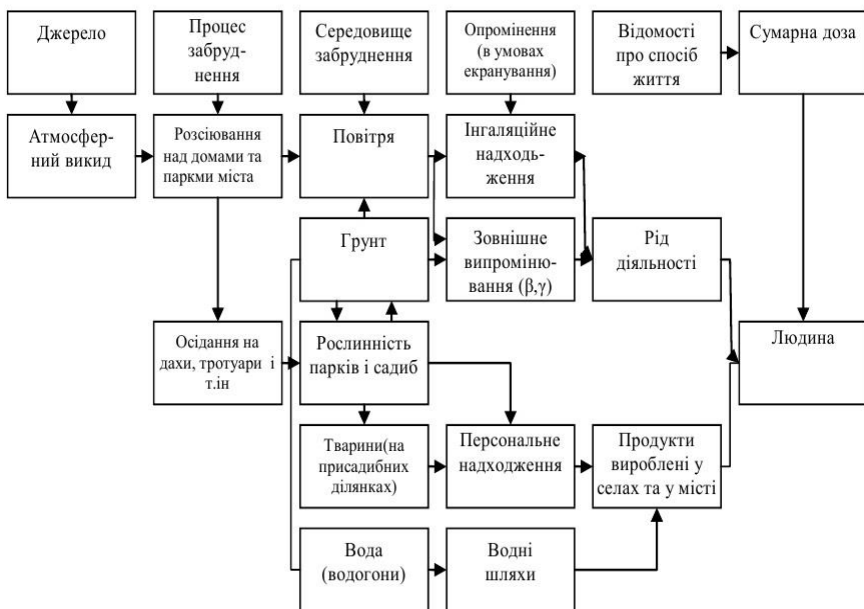 Джерело
Процес
забруд-
нення
Середовище
забруднення
Опромінення
(в умовах
екранування)
Відомості
про спосіб
життя
Сумарна доза
Атмосфер-
ний викид
Розсіювання
над домами та
паркми міста
Повітря
Інгаляційне
надходь-
ження
Грунт
Зовнішне
випроміню-
вання (β,γ)
Рід
діяльності
Осідання на
дахи, тротуари і
т.ін
Рослинність
парків і садиб
Людина
Тварини(на
присадибних
ділянках)
Персональне
надходження
Продукти
вироблені у
селах та у місті
Вода
(водогони)
Водні
шляхи